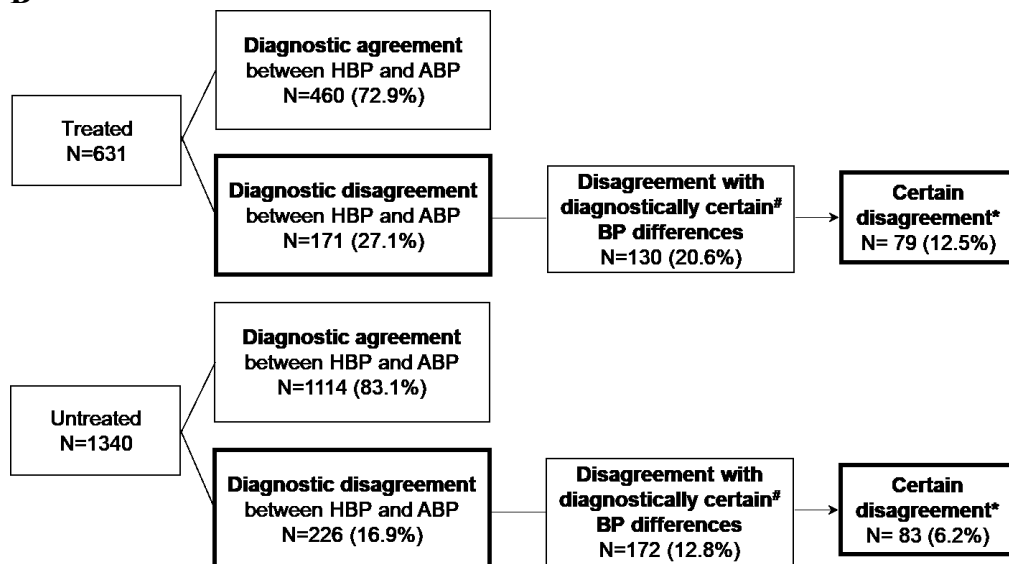 Diagnostic agreement
between HBP and ABP
N=460 (72.9%)
Treated
N=631
Diagnostic disagreement
between HBP and ABP
N=171 (27.1%)
Disagreement with
diagnostically certain#
BP differences
N=130 (20.6%)
Certain
disagreement*
N= 79 (12.5%)
Diagnostic agreement
between HBP and ABP
N=1114 (83.1%)
Untreated
N=1340
Diagnostic disagreement
between HBP and ABP
N=226 (16.9%)
Disagreement with
diagnostically certain#
BP differences
N=172 (12.8%)
Certain
disagreement*
N= 83 (6.2%)